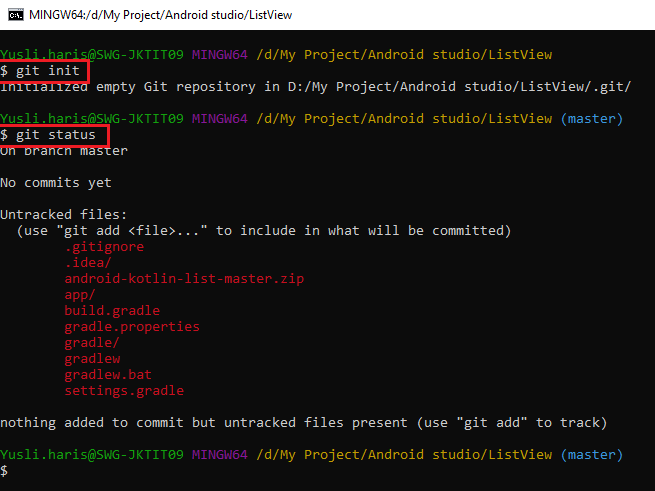 MINGW64:/d/My Project/Android studio/ListView
Yusli.haris@SWG-JKTIT09 MINGW64 /d/My Project/Android studio/ListView
$ git init
Initialized empty Git repository in D:/My Project/Android studio/ListView/.git/
Yusli.haris@SWG-JKTIT09 MINGW64 /d/My Project/Android studio/ListView (master)
$ git status
On branch master
No commits yet
Untracked files:
(use "git add <file>..." to include in what will be committed)
.gitignore
.idea/
android-kotlin-list-master.zip
app/
build.gradle
gradle.properties
gradle/
gradlew
gradlew.bat
settings.gradle
nothing added to commit but untracked files present (use "git add" to track)
Yusli.haris@SWG-JKTIT09 MINGW64 /d/My Project/Android studio/ListView (master)
$